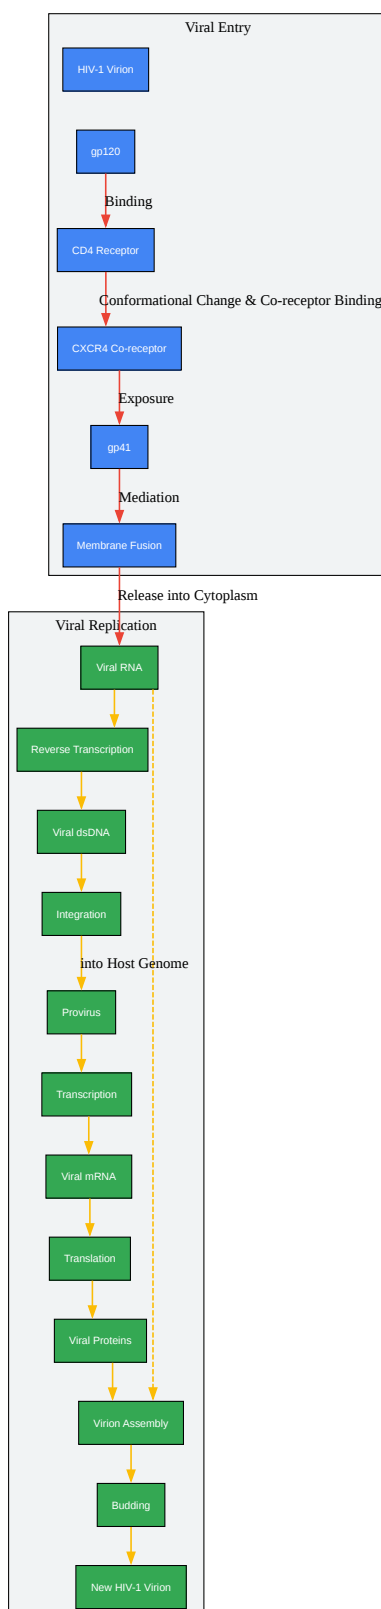 Viral Entry
HIV-1 Virion
gp120
Binding
CD4 Receptor
Conformational Change & Co-receptor Binding
CXCR4 Co-receptor
Exposure
gp41
Mediation
Membrane Fusion
Release into Cytoplasm
Viral Replication
Viral RNA
Reverse Transcription
Viral dsDNA
Integration
into Host Genome
Provirus
Transcription
Viral mRNA
Translation
Viral Proteins
Virion Assembly
Budding
New HIV-1 Virion